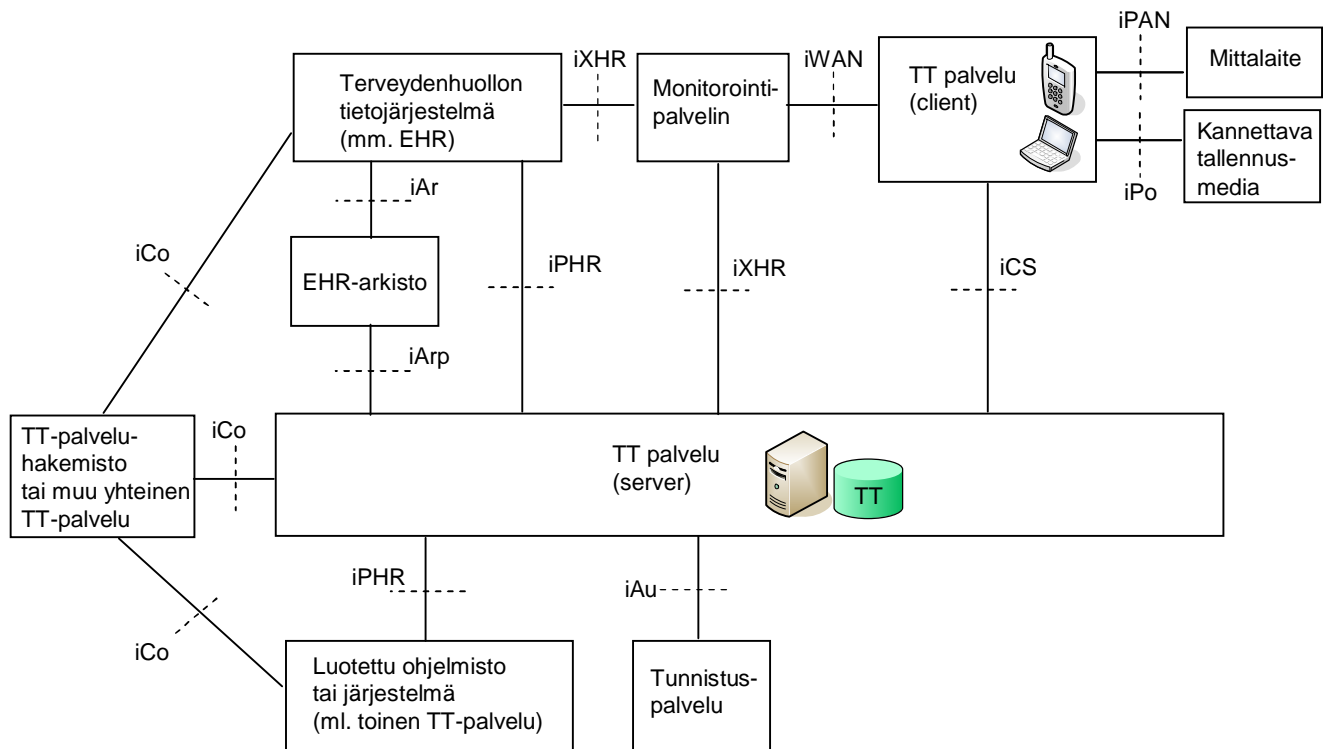 iPAN
iXHR
iWAN
Terveydenhuollon
tietojärjestelmä
(mm. EHR)
Monitorointi-
palvelin
TT palvelu
(client)
Mittalaite
Kannettava
tallennus-
media
iPo
iAr
iCo
EHR-arkisto
iPHR
iXHR
iCS
iArp
TT-palvelu-
hakemisto
tai muu yhteinen
TT-palvelu
iCo
TT palvelu
(server)
TT
iPHR
iAu
iCo
Luotettu ohjelmisto
tai järjestelmä
(ml. toinen TT-palvelu)
Tunnistus-
palvelu